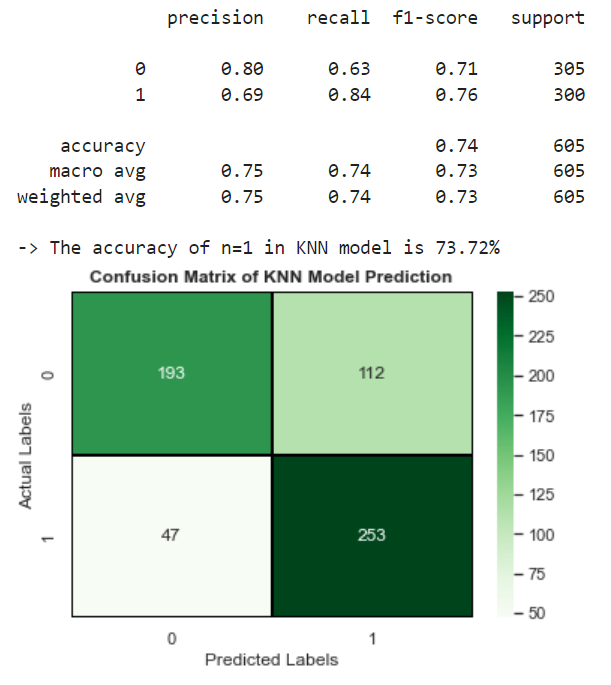 precision recall f1-score support
0 0.80 0.63 0.71 305
1 0.69 0.84 0.76 300
accuracy 0.74 605
macro avg 0.75 0.74 0.73 605
weighted avg 0.75 0.74 0.73 605
-> The accuracy of n=1 in KNN model is 73.72%
Confusion Matrix of KNN Model Prediction
Actual Labels
0
1
193 112
47 253
0 1
Predicted Labels
250
225
200
175
150
125
100
75
50